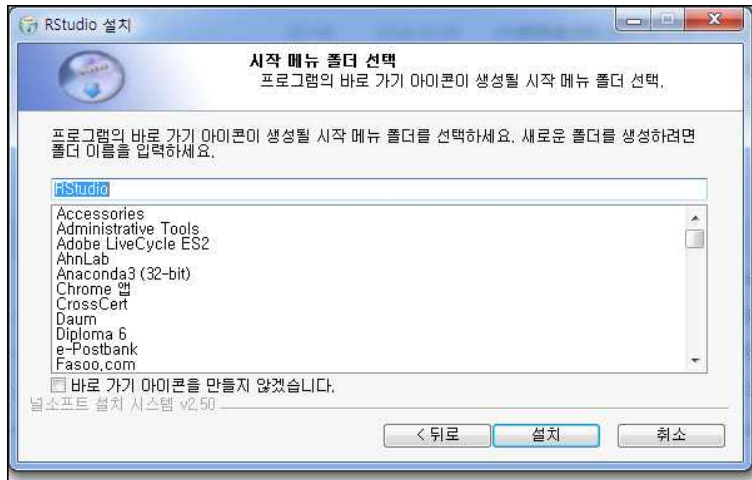 RStudio 설치
시작 메뉴 폴더 선택
프로그램의 바로 가기 아이콘이 생성될 시작 메뉴 폴더 선택.
프로그램의 바로 가기 아이콘이 생성될 시작 메뉴 폴더를 선택하세요. 새로운 폴더를 생성하려면
폴더 이름을 입력하세요.
RStudio
Accessories
Administrative Tools
Adobe LiveCycle ES2
AhnLab
Anaconda3 (32-bit)
Chrome 앱
CrossCert
Daum
Diploma 6
e-Postbank
Fasoo.com
바로 가기 아이콘을 만들지 않겠습니다.
널소프트 설치 시스템 v2.50
< 뒤로 설치 취소